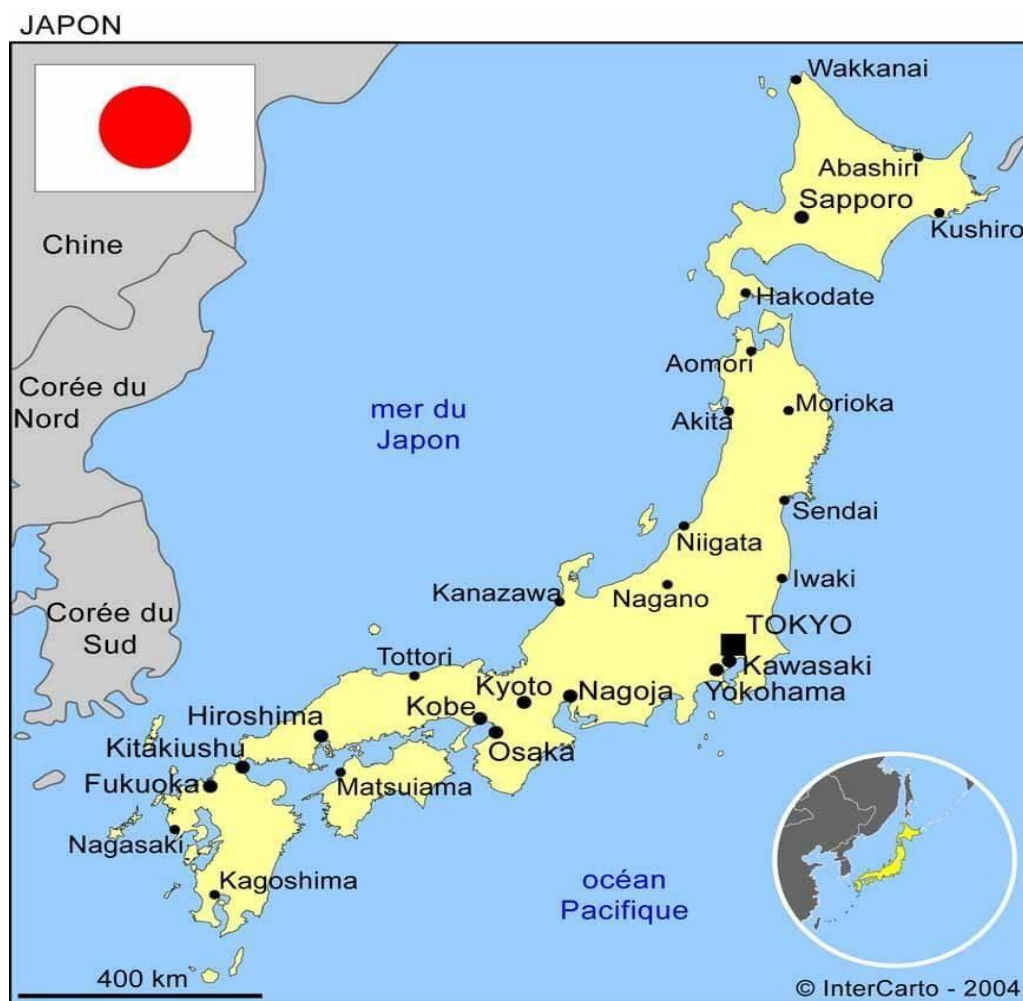 JAPON
Wakkanai
Abashiri
Sapporo
Kushiro
Chine
Hakodate
Aomori
Corée du
Nord
mer du
Japon
Akita
Morioka
Sendai
Niigata
Iwaki
Kanazawa
Nagano
Corée du
Sud
TOKYO
Tottori
Kawasaki
Kyoto
Nagoja
Yokohama
Hiroshima
Kobe
Kitakiushu
Osaka
Fukuoka
Matsuiama
Nagasaki
Kagoshima
océan
Pacifique
400 km
© InterCarto - 2004